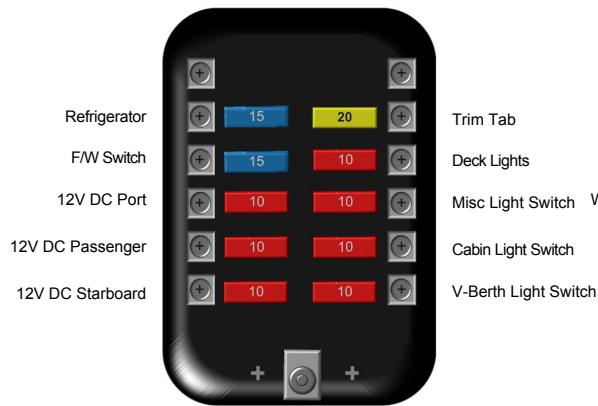 Refrigerator 15 20 Trim Tab
F/W Switch 15 10 Deck Lights
12V DC Port 10 10 Misc Light Switch
12V DC Passenger 10 10 Cabin Light Switch
12V DC Starboard 10 10 V-Berth Light Switch